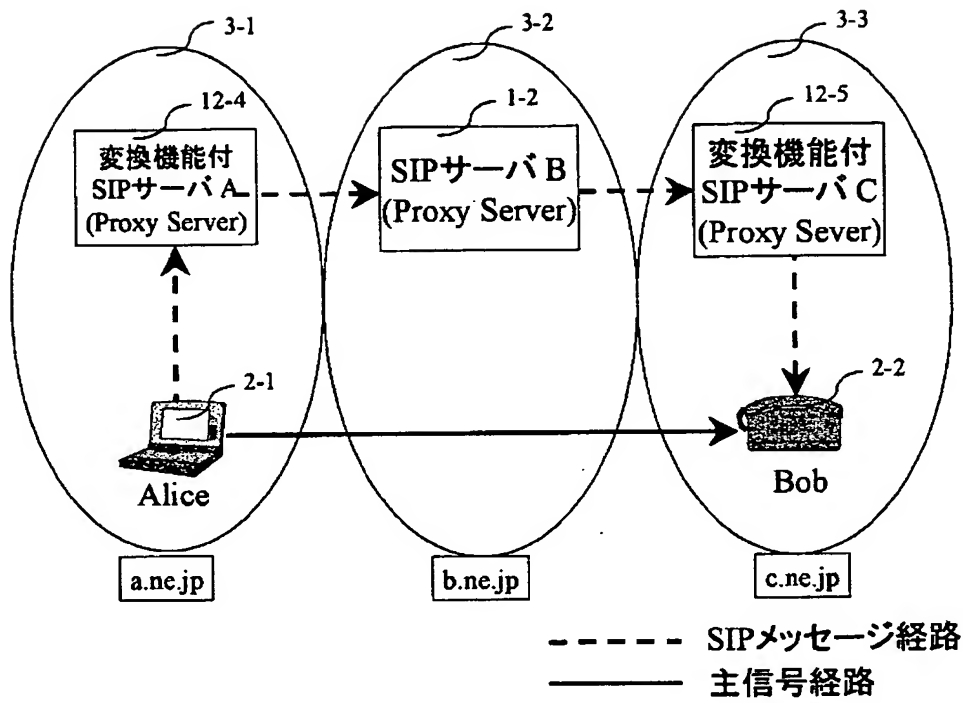 3-1
3-2
3-3
12-4
1-2
12-5
変換機能付
SIPサーバ A
(Proxy Server)
SIPサーバ B
(Proxy Server)
変換機能付
SIPサーバ C
(Proxy Sever)
2-1
2-2
Alice
Bob
a.ne.jp
b.ne.jp
c.ne.jp
SIPメッセージ経路
主信号経路